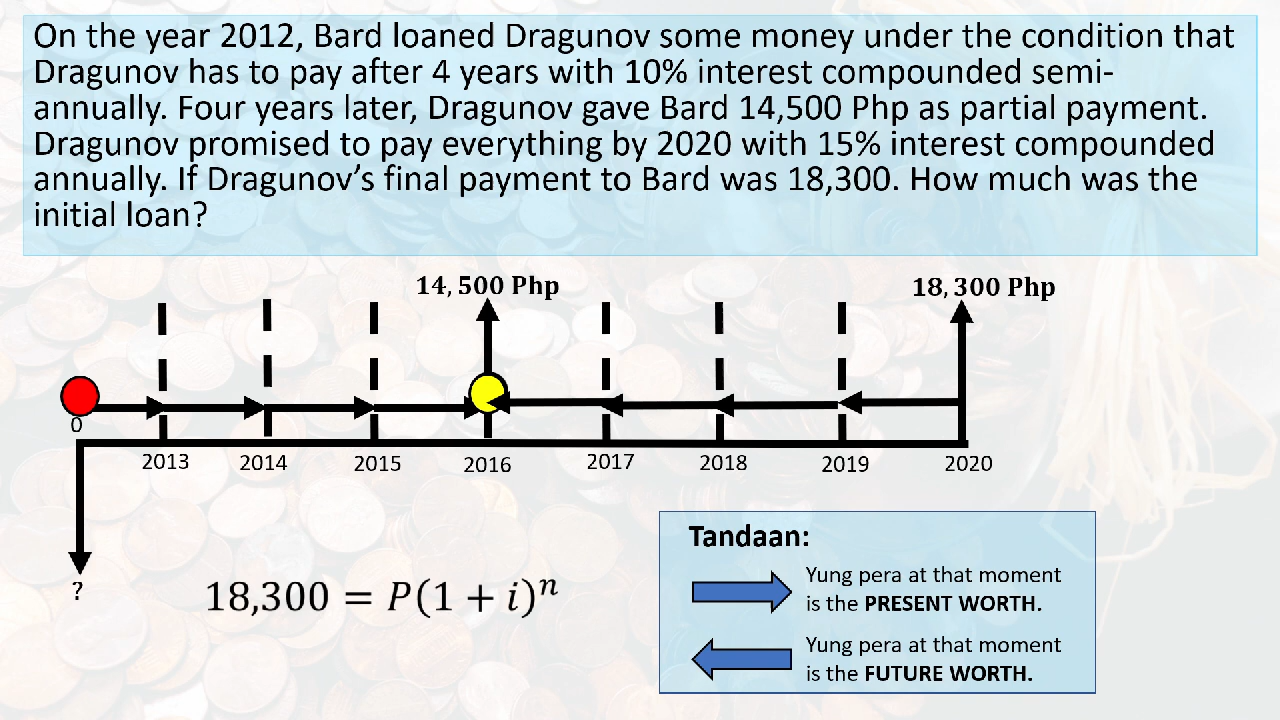 On the year 2012, Bard loaned Dragunov some money under the condition that
Dragunov has to pay after 4 years with 10% interest compounded semi-
annually. Four years later, Dragunov gave Bard 14,500 Php as partial payment.
Dragunov promised to pay everything by 2020 with 15% interest compounded
annually. If Dragunov’s final payment to Bard was 18,300. How much was the
initial loan?
14, 500 Php
18, 300 Php
0
2013
2014
2015
2016
2017
2018
2019
2020
?
18,300 = P(1 + i)ⁿ
Tandaan:
Yung pera at that moment
is the PRESENT WORTH.
Yung pera at that moment
is the FUTURE WORTH.